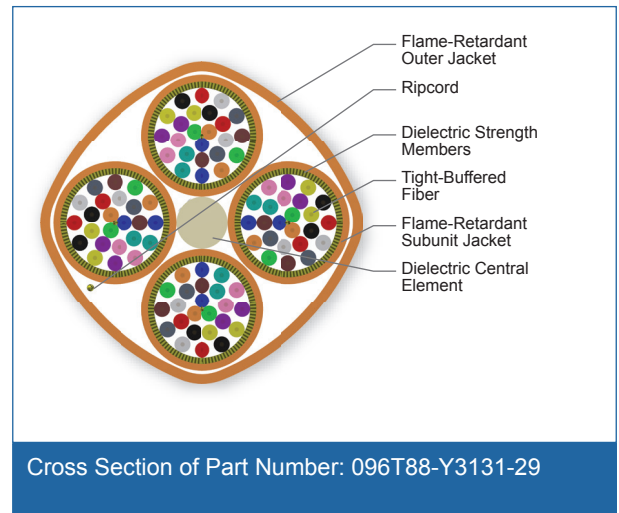 Flame-Retardant
Outer Jacket
Ripcord
Dielectric Strength
Members
Tight-Buffered
Fiber
Flame-Retardant
Subunit Jacket
Dielectric Central
Element
Cross Section of Part Number: 096T88-Y3131-29